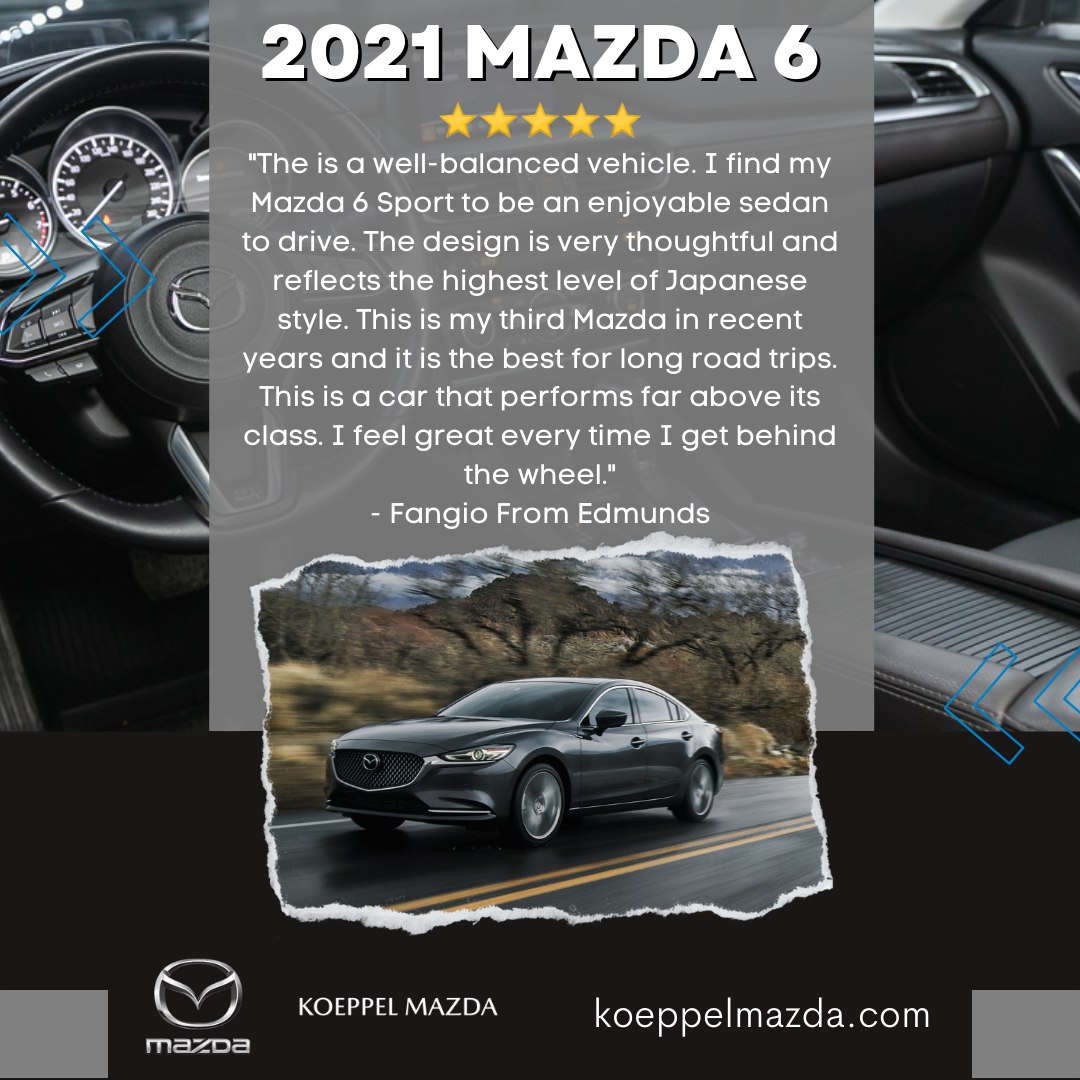 2021 MAZDA 6
"The is a well-balanced vehicle. I find my
Mazda 6 Sport to be an enjoyable sedan
to drive. The design is very thoughtful and
reflects the highest level of Japanese
style. This is my third Mazda in recent
years and it is the best for long road trips.
This is a car that performs far above its
class. I feel great every time I get behind
the wheel."
- Fangio From Edmunds
mazda
KOEPPEL MAZDA
koeppelmazda.com